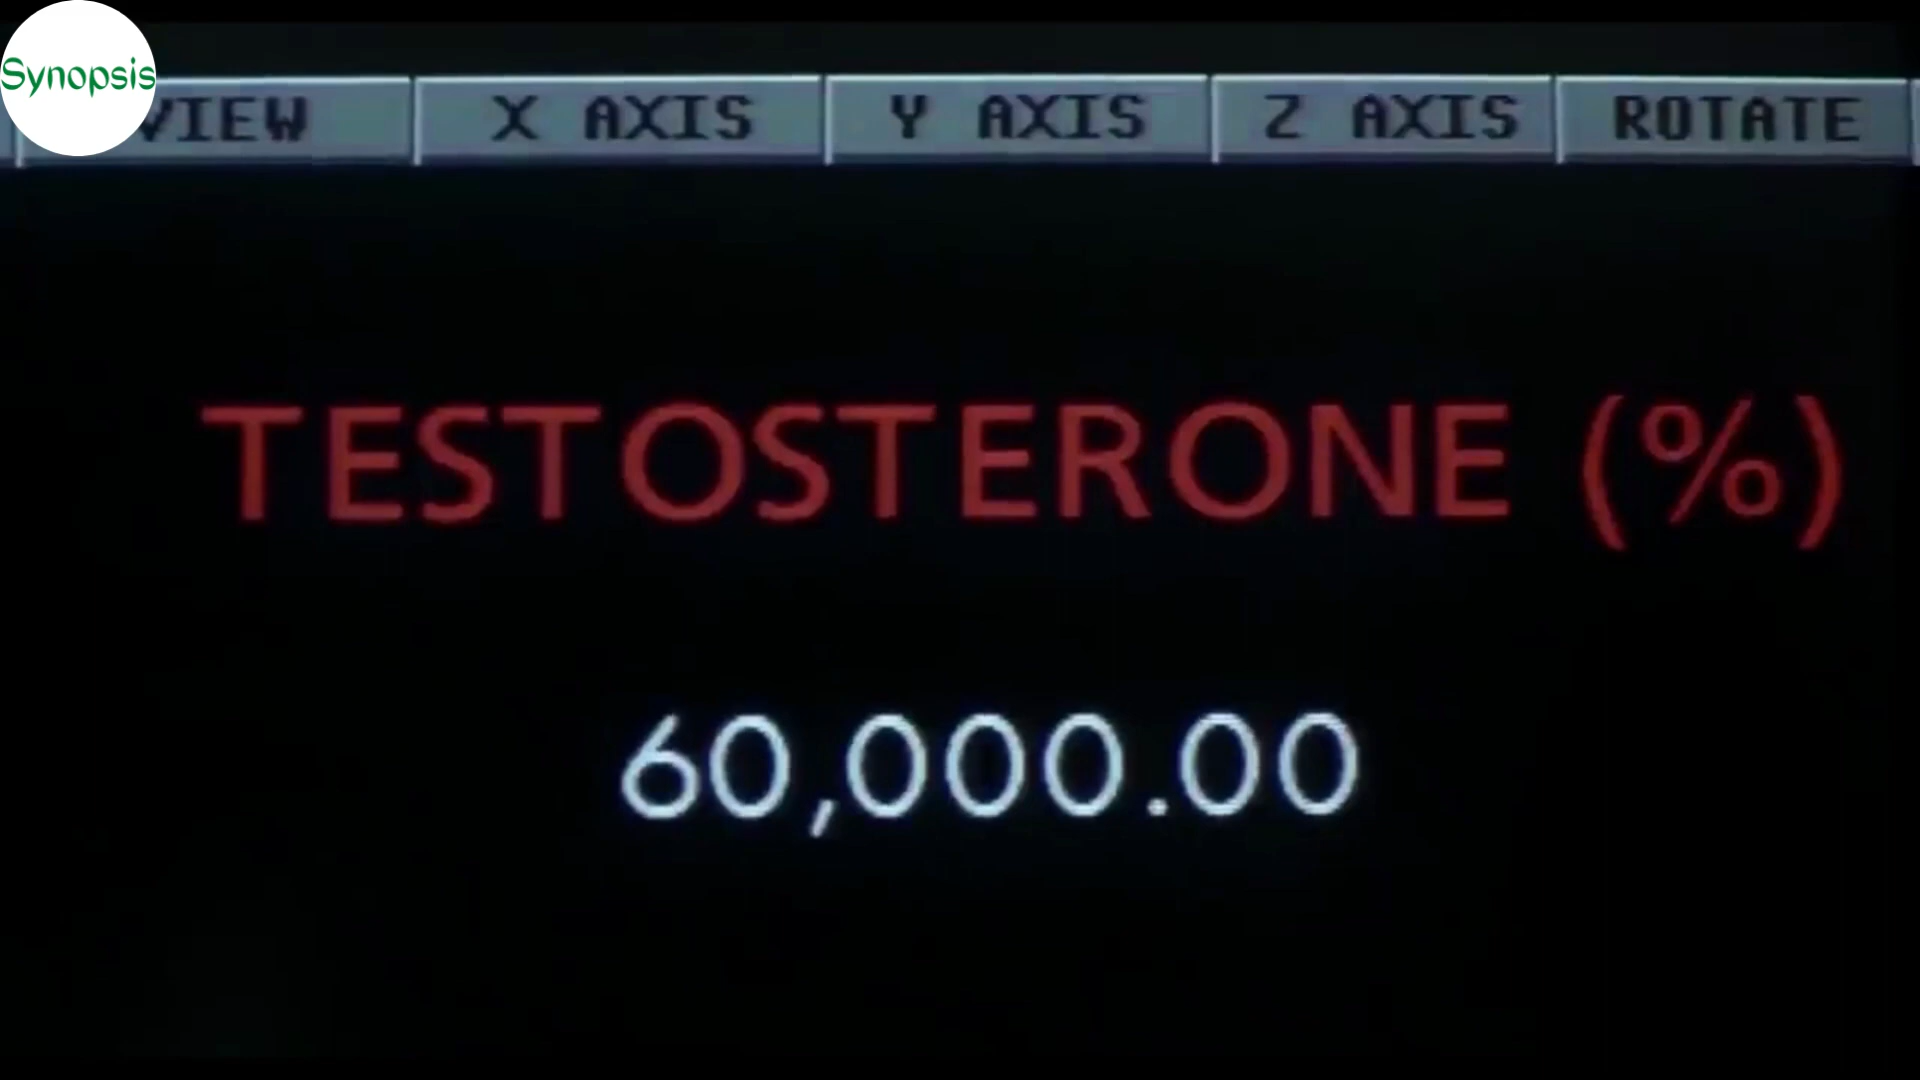 Synopsis
VIEW
X AXIS
Y AXIS
Z AXIS
ROTATE
TESTOSTERONE (%)
60,000.00